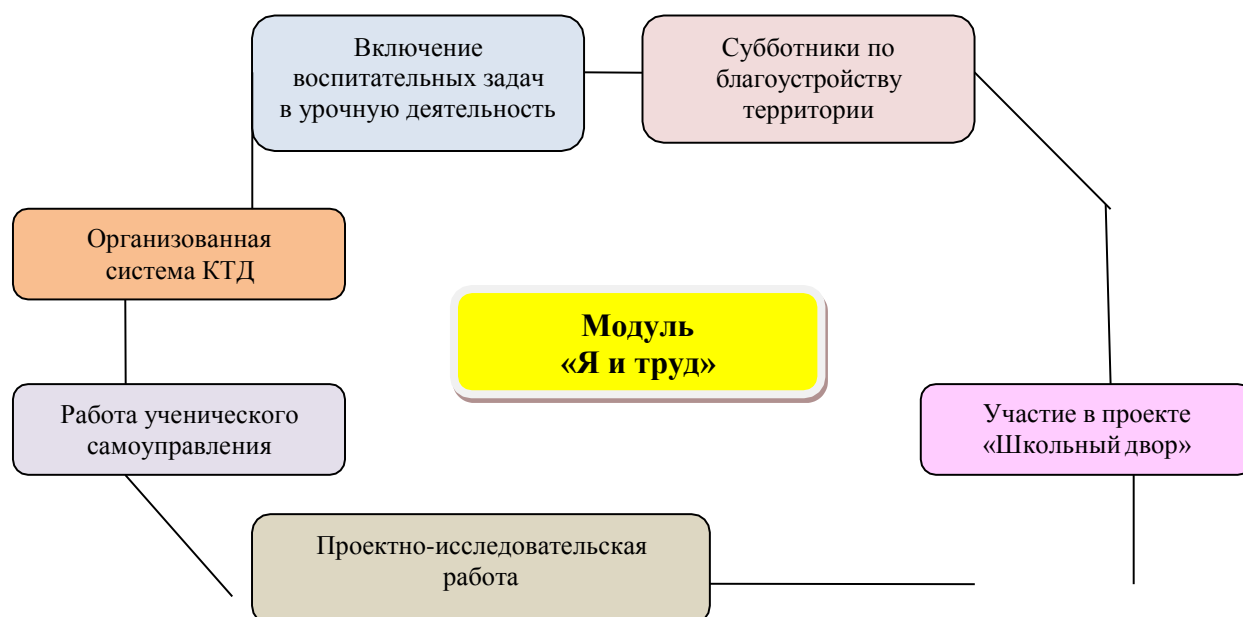 Включение
воспитательных задач
в урочную деятельность
Субботники по
благоустройству
территории
Организованная
система КТД
Модуль
«Я и труд»
Работа ученического
самоуправления
Участие в проекте
«Школьный двор»
Проектно-исследовательская
работа